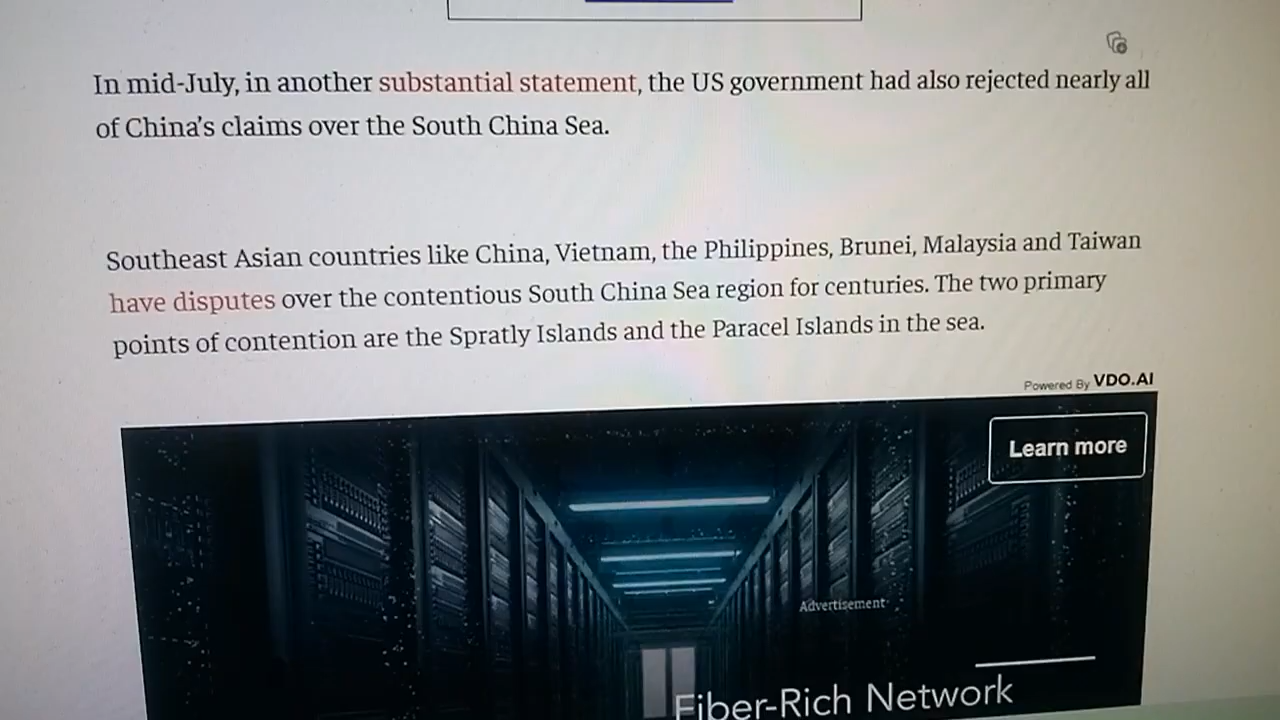 In mid-July, in another substantial statement, the US government had also rejected nearly all
of China's claims over the South China Sea.
Southeast Asian countries like China, Vietnam, the Philippines, Brunei, Malaysia and Taiwan
have disputes over the contentious South China Sea region for centuries. The two primary
points of contention are the Spratly Islands and the Paracel Islands in the sea.
Powered By VDO.AI
Learn more
Advertisement
Fiber-Rich Network